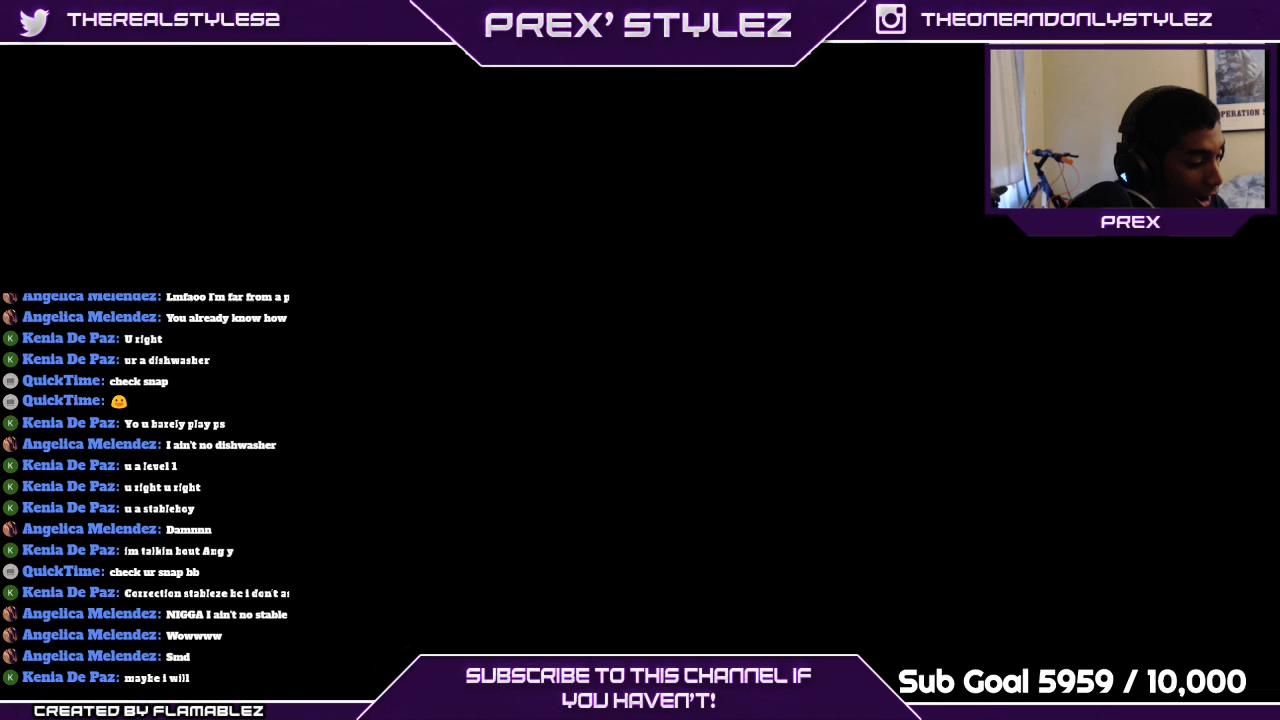 THEREALSTYLES2
PREX' STYLEZ
THEONEANDONLYSTYLEZ
PERATION
PREX
Angelica Melendez: Lmfaoo I'm far from a p
Angelica Melendez: You already know how
Kenia De Paz: U right
Kenia De Paz: ur a dishwasher
QuickTime: check snap
QuickTime:
Kenia De Paz: Yo u barely play ps
Angelica Melendez: I ain't no dishwasher
Kenia De Paz: u a level 1
Kenia De Paz: u right u right
Kenia De Paz: u a stableboy
Angelica Melendez: Damnnn
Kenia De Paz: im talkin bout Ang y
QuickTime: check ur snap bb
Kenia De Paz: Correction stableze bc i don't as
Angelica Melendez: NIGGA I ain't no stable
Angelica Melendez: Wowwww
Angelica Melendez: Smd
Kenia De Paz: maybe i will
SUBSCRIBE TO THIS CHANNEL IF
YOU HAVEN'T!
Sub Goal 5959 / 10,000
CREATED BY FLAMABLEZ